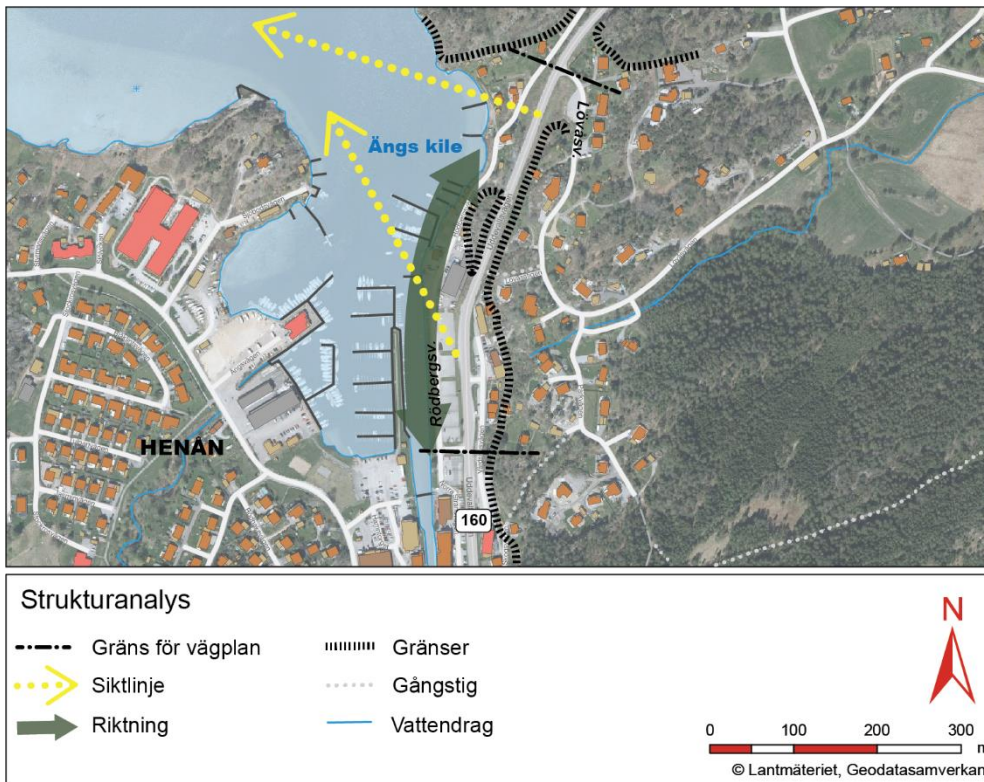 Ängs kile
Lövåsv.
Rödbergsv.
HENÅN
160
Strukturanalys
Gräns för vägplan
Gränser
Siktlinje
Gångstig
Riktning
Vattendrag
N
0 100 200 300
m
© Lantmäteriet, Geodatasamverkan